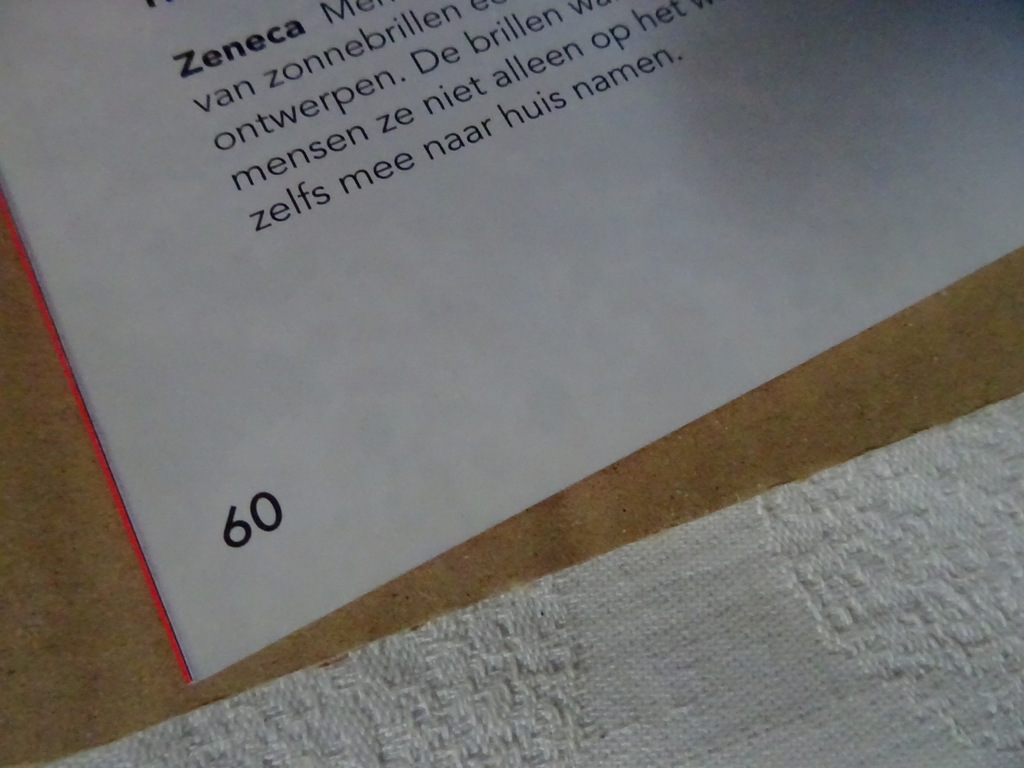 Zeneca
van zonnebrillen
ontwerpen. De brillen
mensen ze niet alleen op het
zelfs mee naar huis namen.
60